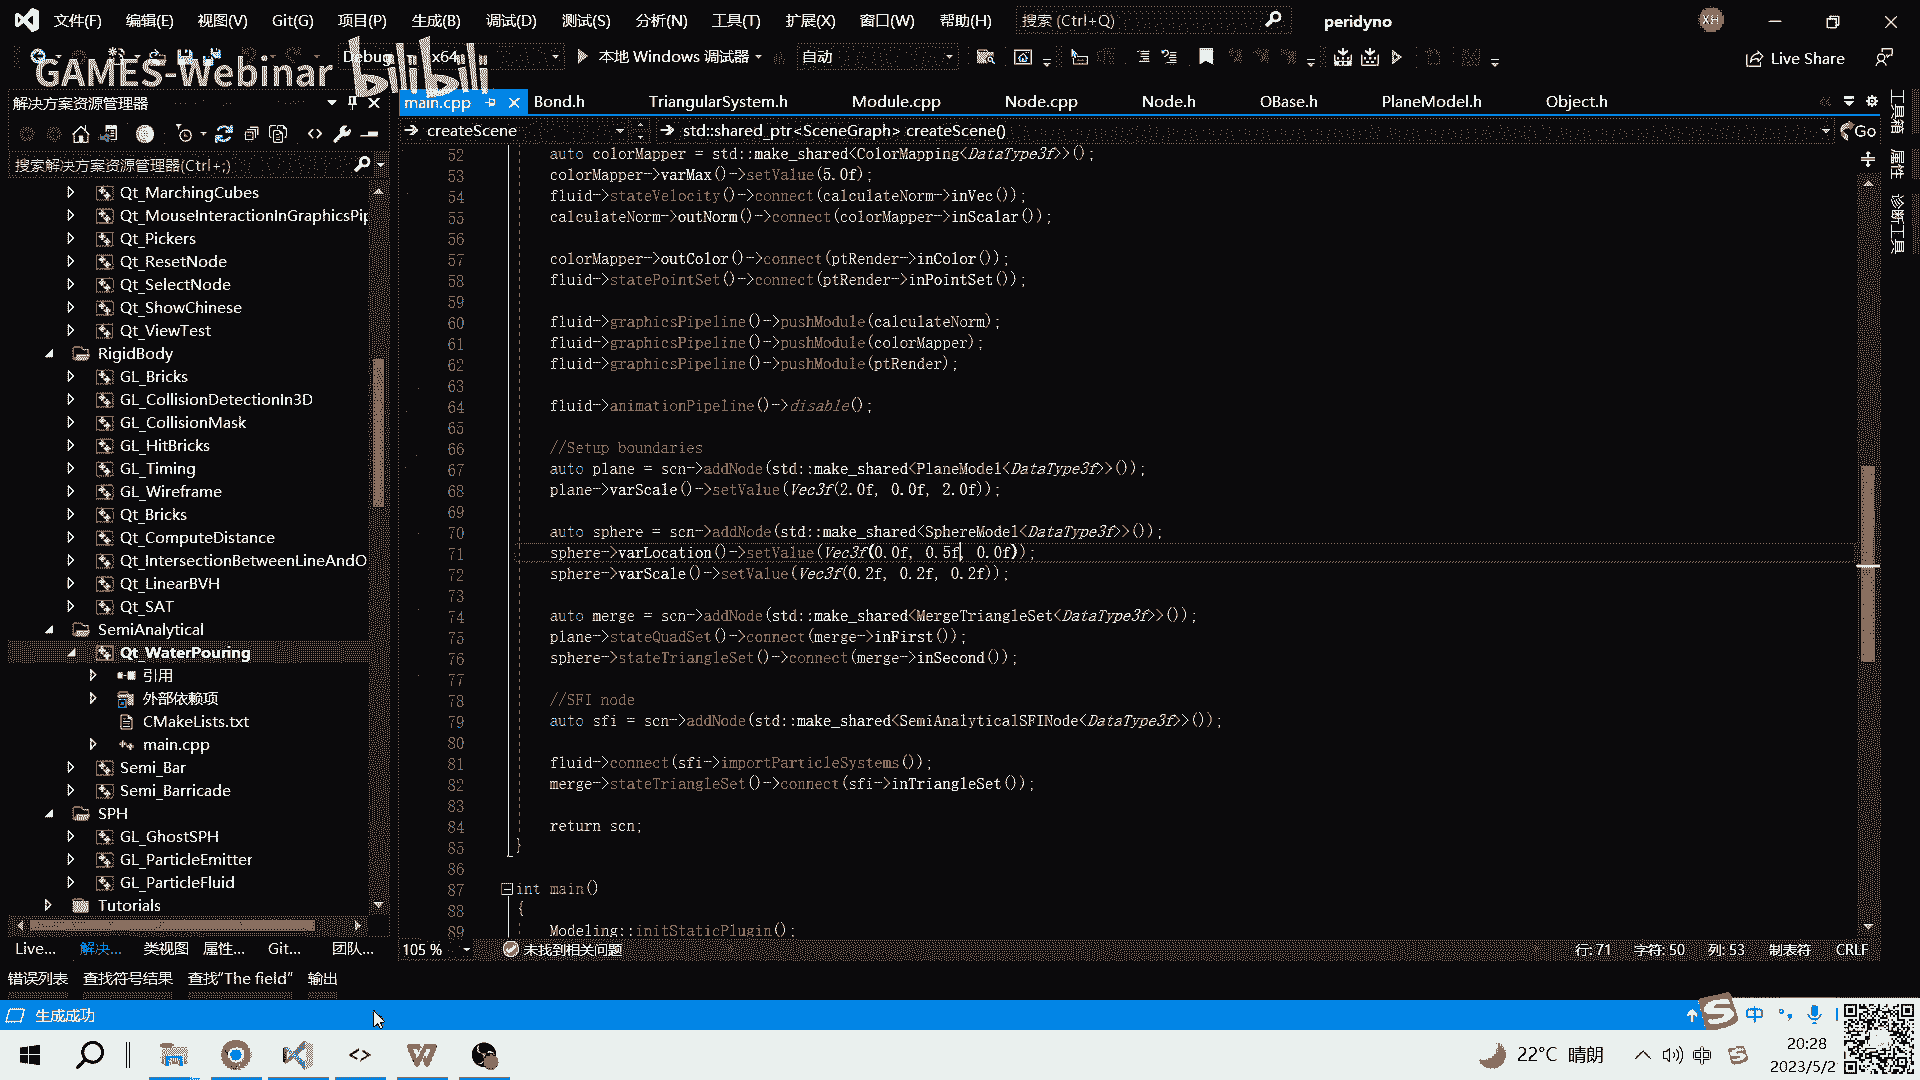 文件(F) 编辑(E) 视图(V) Git(G) 项目(P) 生成(B) 调试(D) 测试(S) 分析(N) 工具(T) 扩展(X) 窗口(W) 帮助(H) 搜索 (Ctrl+Q) peridyno XH
Debug x64 本地 Windows 调试器 自动 Live Share
GAMES-Webinar bilibili
解决方案资源管理器
main.cpp Bond.h TriangularSystem.h Module.cpp Node.cpp Node.h OBase.h PlaneModel.h Object.h
createScene std::shared_ptr<SceneGraph> createScene() Go
搜索解决方案资源管理器(Ctrl+;)
工具箱
属性
诊断工具
Qt_MarchingCubes
Qt_MouseInteractionInGraphicsPip
Qt_Pickers
Qt_ResetNode
Qt_SelectNode
Qt_ShowChinese
Qt_ViewTest
RigidBody
GL_Bricks
GL_CollisionDetectionIn3D
GL_CollisionMask
GL_HitBricks
GL_Timing
GL_Wireframe
Qt_Bricks
Qt_ComputeDistance
Qt_IntersectionBetweenLineAndO
Qt_LinearBVH
Qt_SAT
SemiAnalytical
Qt_WaterPouring
引用
外部依赖项
CMakeLists.txt
main.cpp
Semi_Bar
Semi_Barricade
SPH
GL_GhostSPH
GL_ParticleEmitter
GL_ParticleFluid
Tutorials
Live... 解决... 类视图 属性... Git... 团队...
52 auto colorMapper = std::make_shared<ColorMapping<DataType3f>>();
53 colorMapper->varMax()->setValue(5.0f);
54 fluid->stateVelocity()->connect(calculateNorm->inVec());
55 calculateNorm->outNorm()->connect(colorMapper->inScalar());
56
57 colorMapper->outColor()->connect(ptRender->inColor());
58 fluid->statePointSet()->connect(ptRender->inPointSet());
59
60 fluid->graphicsPipeline()->pushModule(calculateNorm);
61 fluid->graphicsPipeline()->pushModule(colorMapper);
62 fluid->graphicsPipeline()->pushModule(ptRender);
63
64 fluid->animationPipeline()->disable();
65
66 //Setup boundaries
67 auto plane = scn->addNode(std::make_shared<PlaneModel<DataType3f>>());
68 plane->varScale()->setValue(Vec3f(2.0f, 0.0f, 2.0f));
69
70 auto sphere = scn->addNode(std::make_shared<SphereModel<DataType3f>>());
71 sphere->varLocation()->setValue(Vec3f(0.0f, 0.5f, 0.0f));
72 sphere->varScale()->setValue(Vec3f(0.2f, 0.2f, 0.2f));
73
74 auto merge = scn->addNode(std::make_shared<MergeTriangleSet<DataType3f>>());
75 plane->stateQuadSet()->connect(merge->inFirst());
76 sphere->stateTriangleSet()->connect(merge->inSecond());
77
78 //SFI node
79 auto sfi = scn->addNode(std::make_shared<SemiAnalyticalSFINode<DataType3f>>());
80
81 fluid->connect(sfi->importParticleSystems());
82 merge->stateTriangleSet()->connect(sfi->inTriangleSet());
83
84 return scn;
85 }
86
87 int main()
88 {
89 Modeling::initStaticPlugin();
105 % 未找到相关问题 行: 71 字符: 50 列: 53 制表符 CRLF
错误列表 查找符号结果 查找"The field" 输出
生成成功
中
22°C 晴朗 中 20:28
2023/5/2